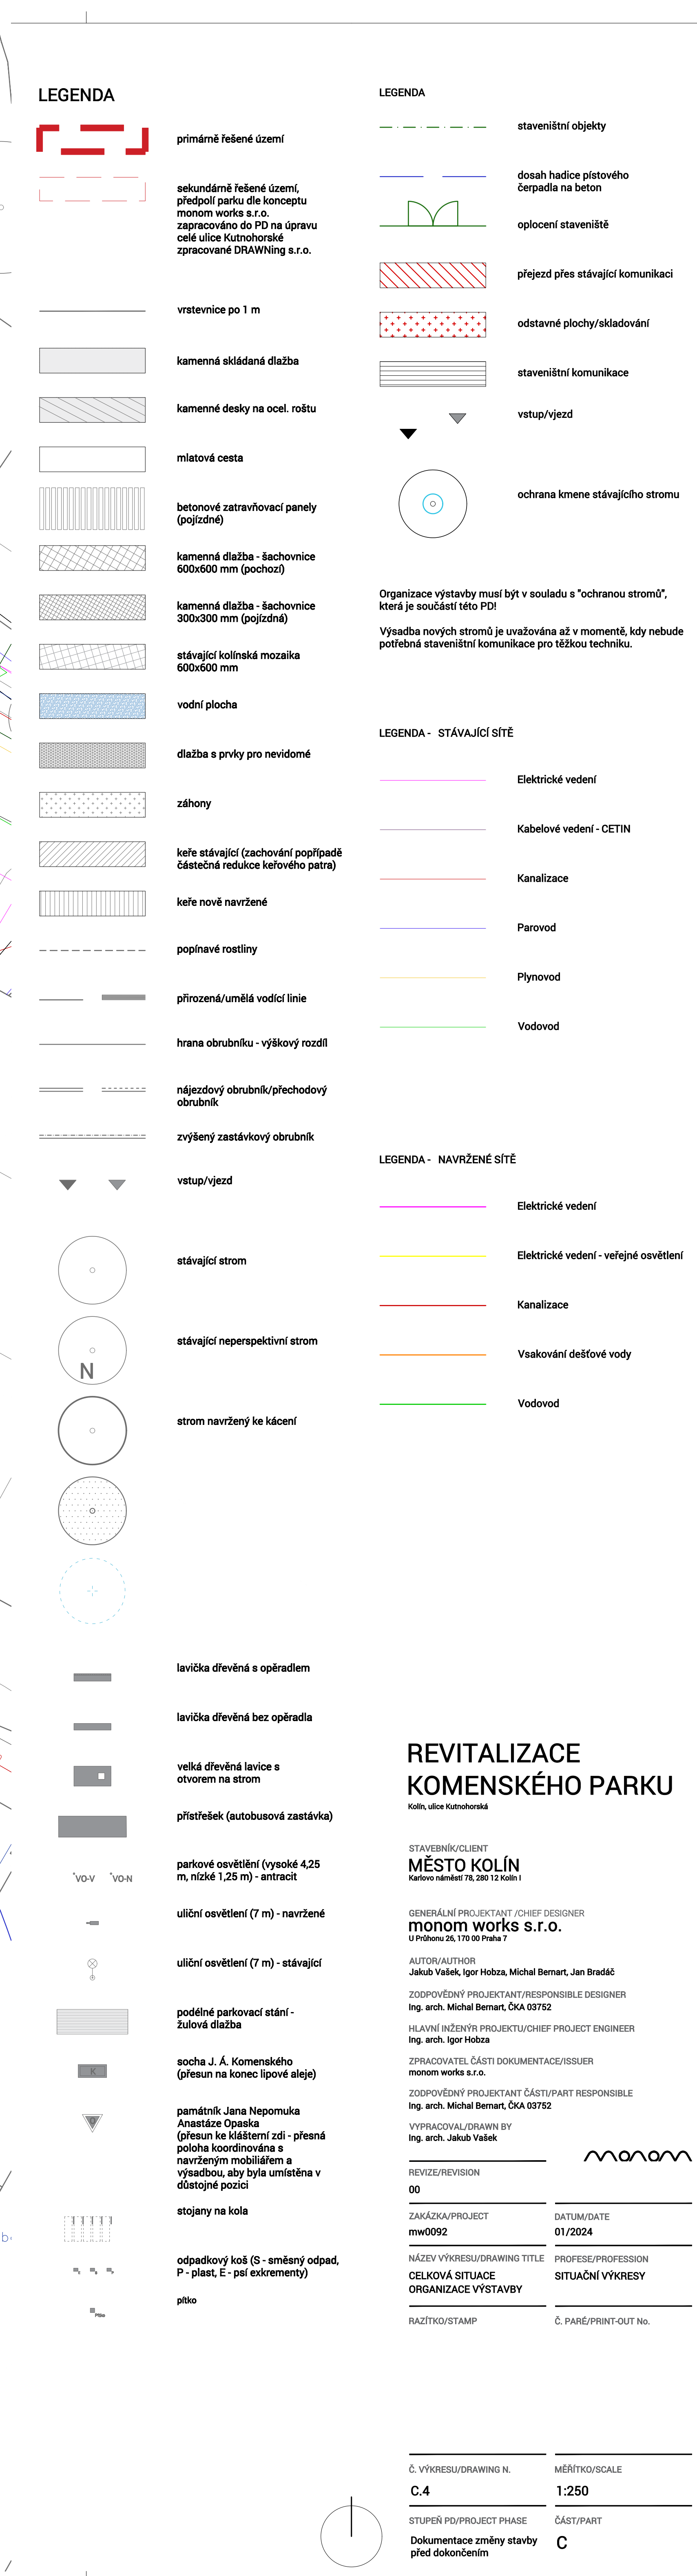 LEGENDA
primárně řešené území
sekundárně řešené území,
předpolí parku dle konceptu
monom works s.r.o.
zapracováno do PD na úpravu
celé ulice Kutnohorské
zpracované DRAWNing s.r.o.
vrstevnice po 1 m
kamenná skládaná dlažba
kamenné desky na ocel. roštu
mlatová cesta
betonové zatravňovací panely
(pojízdné)
kamenná dlažba - šachovnice
600x600 mm (pochozí)
kamenná dlažba - šachovnice
300x300 mm (pojízdná)
stávající kolínská mozaika
600x600 mm
vodní plocha
dlažba s prvky pro nevidomé
záhony
keře stávající (zachování popřípadě
částečná redukce keřového patra)
keře nově navržené
popínavé rostliny
přirozená/umělá vodící linie
hrana obrubníku - výškový rozdíl
nájezdový obrubník/přechodový
obrubník
zvýšený zastávkový obrubník
vstup/vjezd
stávající strom
N
stávající neperspektivní strom
strom navržený ke kácení
lavička dřevěná s opěradlem
lavička dřevěná bez opěradla
velká dřevěná lavice s
otvorem na strom
přístřešek (autobusová zastávka)
VO-V VO-N
parkové osvětlění (vysoké 4,25
m, nízké 1,25 m) - antracit
uliční osvětlení (7 m) - navržené
uliční osvětlení (7 m) - stávající
podélné parkovací stání -
žulová dlažba
K
socha J. Á. Komenského
(přesun na konec lipové aleje)
památník Jana Nepomuka
Anastáze Opaska
(přesun ke klášterní zdi - přesná
poloha koordinována s
navrženým mobiliářem a
výsadbou, aby byla umístěna v
důstojné pozici
stojany na kola
odpadkový koš (S - směsný odpad,
P - plast, E - psí exkrementy)
pítko
LEGENDA
staveništní objekty
dosah hadice pístového
čerpadla na beton
oplocení staveniště
přejezd přes stávající komunikaci
odstavné plochy/skladování
staveništní komunikace
vstup/vjezd
ochrana kmene stávajícího stromu
Organizace výstavby musí být v souladu s "ochranou stromů",
která je součástí této PD!
Výsadba nových stromů je uvažována až v momentě, kdy nebude
potřebná staveništní komunikace pro těžkou techniku.
LEGENDA - STÁVAJÍCÍ SÍTĚ
Elektrické vedení
Kabelové vedení - CETIN
Kanalizace
Parovod
Plynovod
Vodovod
LEGENDA - NAVRŽENÉ SÍTĚ
Elektrické vedení
Elektrické vedení - veřejné osvětlení
Kanalizace
Vsakování dešťové vody
Vodovod
REVITALIZACE
KOMENSKÉHO PARKU
Kolín, ulice Kutnohorská
STAVEBNÍK/CLIENT
MĚSTO KOLÍN
Karlovo náměstí 78, 280 12 Kolín I
GENERÁLNÍ PROJEKTANT /CHIEF DESIGNER
monom works s.r.o.
U Průhonu 26, 170 00 Praha 7
AUTOR/AUTHOR
Jakub Vašek, Igor Hobza, Michal Bernart, Jan Bradáč
ZODPOVĚDNÝ PROJEKTANT/RESPONSIBLE DESIGNER
Ing. arch. Michal Bernart, ČKA 03752
HLAVNÍ INŽENÝR PROJEKTU/CHIEF PROJECT ENGINEER
Ing. arch. Igor Hobza
ZPRACOVATEL ČÁSTI DOKUMENTACE/ISSUER
monom works s.r.o.
ZODPOVĚDNÝ PROJEKTANT ČÁSTI/PART RESPONSIBLE
Ing. arch. Michal Bernart, ČKA 03752
VYPRACOVAL/DRAWN BY
Ing. arch. Jakub Vašek
monom
REVIZE/REVISION
00
ZAKÁZKA/PROJECT DATUM/DATE
mw0092 01/2024
NÁZEV VÝKRESU/DRAWING TITLE PROFESE/PROFESSION
CELKOVÁ SITUACE SITUAČNÍ VÝKRESY
ORGANIZACE VÝSTAVBY
RAZÍTKO/STAMP Č. PARÉ/PRINT-OUT No.
Č. VÝKRESU/DRAWING N. MĚŘÍTKO/SCALE
C.4 1:250
STUPEŇ PD/PROJECT PHASE ČÁST/PART
Dokumentace změny stavby C
před dokončením